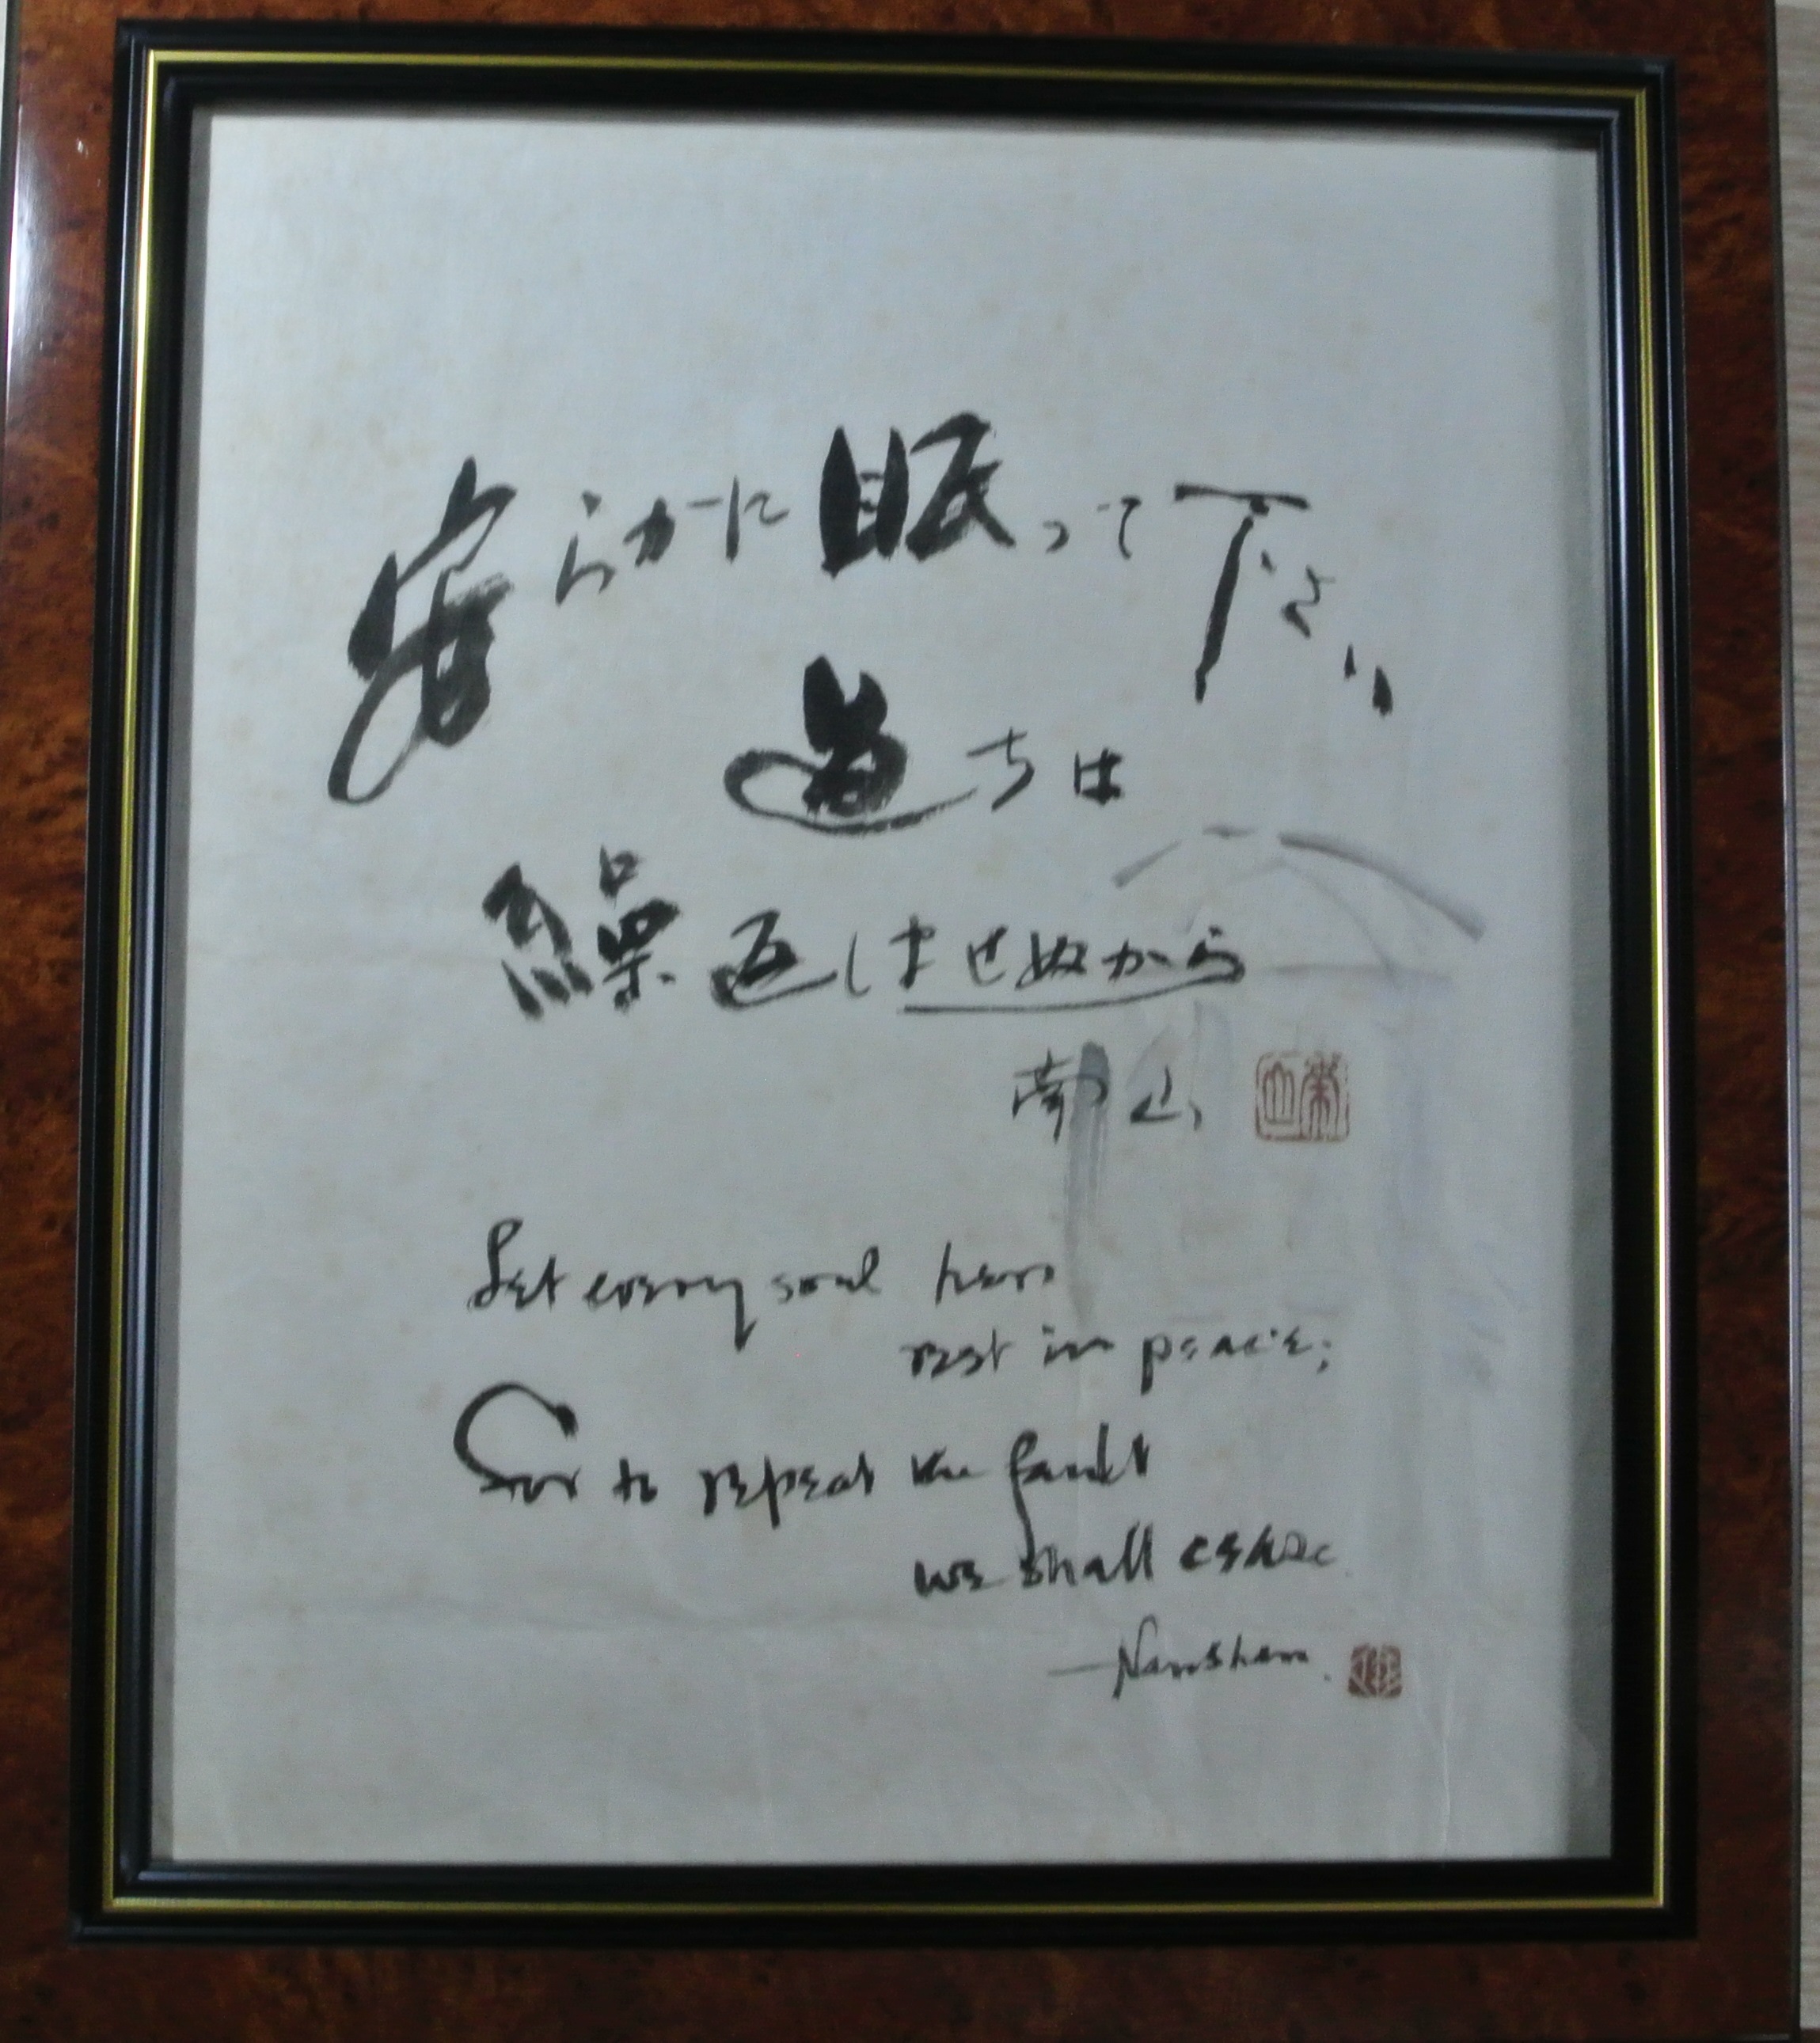 安らかに眠って下さい
過ちは
繰返しませぬから
南山
Let every soul here
rest in peace;
For to repeat the fault
we shall cease
—Nanshan.